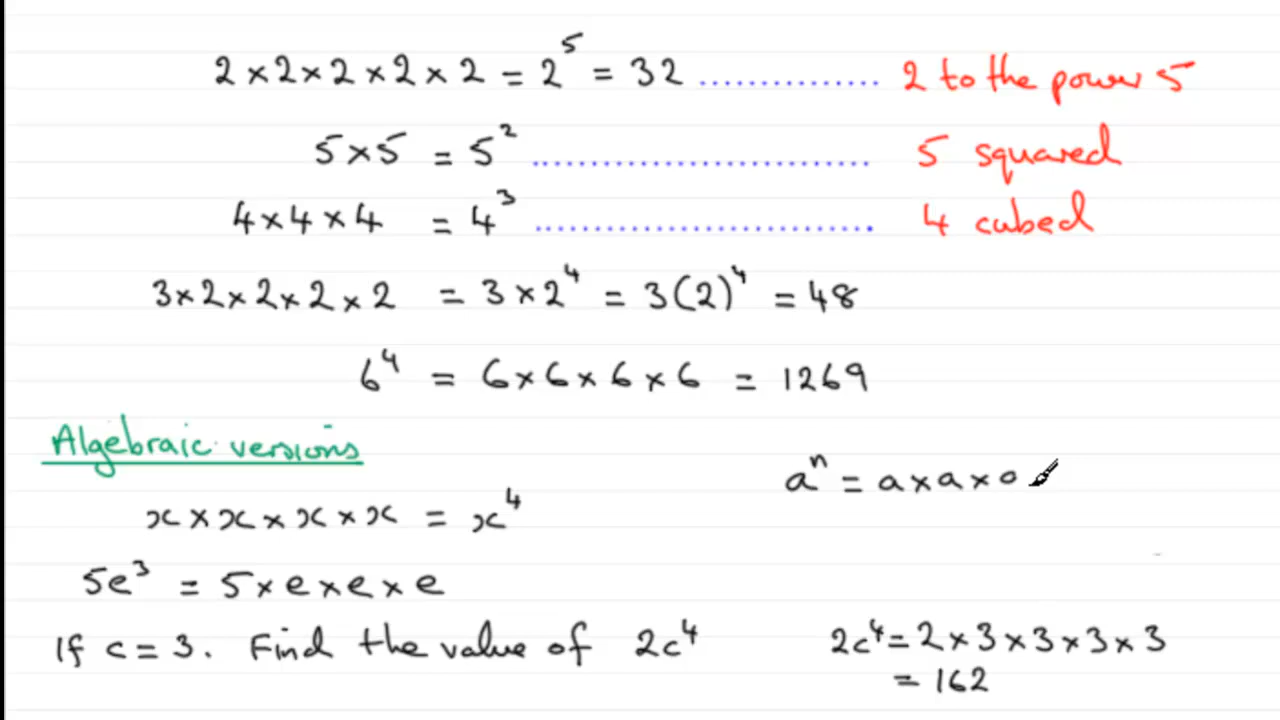 2 × 2 × 2 × 2 × 2 = 2⁵ = 32 ............... 2 to the power 5
5 × 5 = 5² ............................. 5 squared
4 × 4 × 4 = 4³ ............................. 4 cubed
3 × 2 × 2 × 2 × 2 = 3 × 2⁴ = 3(2)⁴ = 48
6⁴ = 6 × 6 × 6 × 6 = 1269
Algebraic versions
aⁿ = a × a × a
x × x × x × x = x⁴
5e³ = 5 × e × e × e
If c = 3. Find the value of 2c⁴
2c⁴ = 2 × 3 × 3 × 3 × 3
= 162